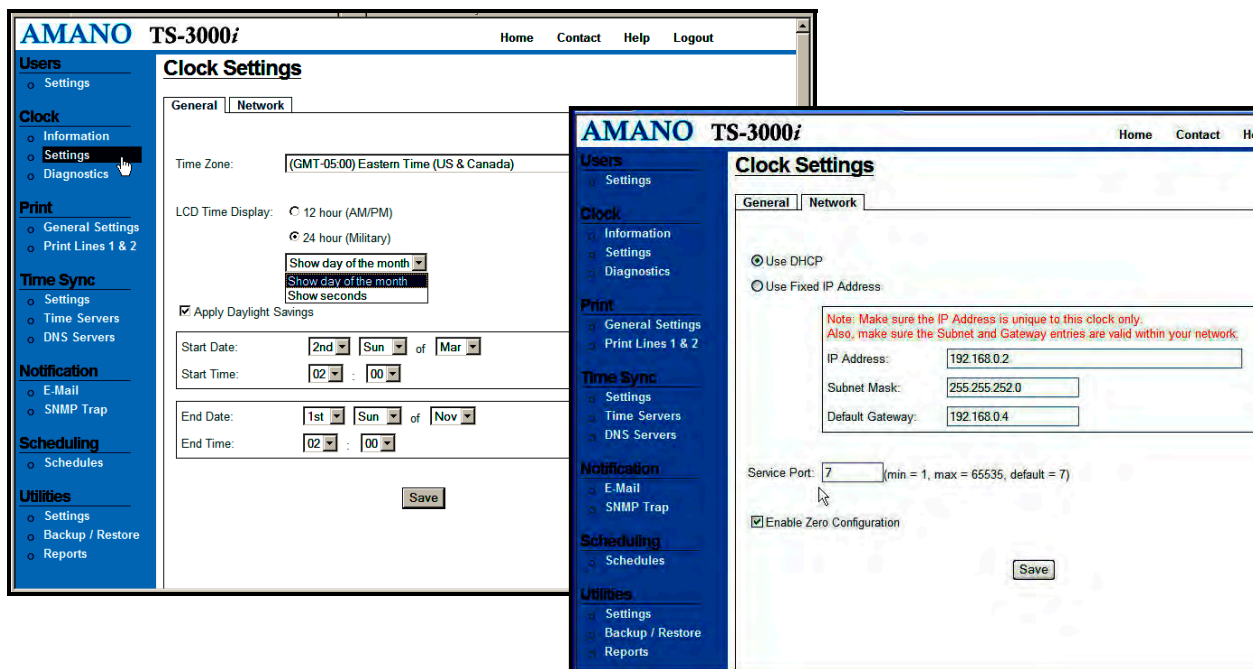 AMANO TS-3000i
Home Contact Help Logout
Users
Settings
Clock
Information
Settings
Diagnostics
Print
General Settings
Print Lines 1 & 2
Time Sync
Settings
Time Servers
DNS Servers
Notification
E-Mail
SNMP Trap
Scheduling
Schedules
Utilities
Settings
Backup / Restore
Reports
Clock Settings
General Network
Time Zone: (GMT-05:00) Eastern Time (US & Canada)
LCD Time Display: 12 hour (AM/PM)
24 hour (Military)
Show day of the month
Show day of the month
Show seconds
Apply Daylight Savings
Start Date: 2nd Sun of Mar
Start Time: 02 : 00
End Date: 1st Sun of Nov
End Time: 02 : 00
Save
AMANO TS-3000i
Home Contact
Users
Settings
Clock
Information
Settings
Diagnostics
Print
General Settings
Print Lines 1 & 2
Time Sync
Settings
Time Servers
DNS Servers
Notification
E-Mail
SNMP Trap
Scheduling
Schedules
Utilities
Settings
Backup / Restore
Reports
Clock Settings
General Network
Use DHCP
Use Fixed IP Address
Note: Make sure the IP Address is unique to this clock only.
Also, make sure the Subnet and Gateway entries are valid within your network.
IP Address: 192.168.0.2
Subnet Mask: 255.255.252.0
Default Gateway: 192.168.0.4
Service Port: 7 (min = 1, max = 65535, default = 7)
Enable Zero Configuration
Save